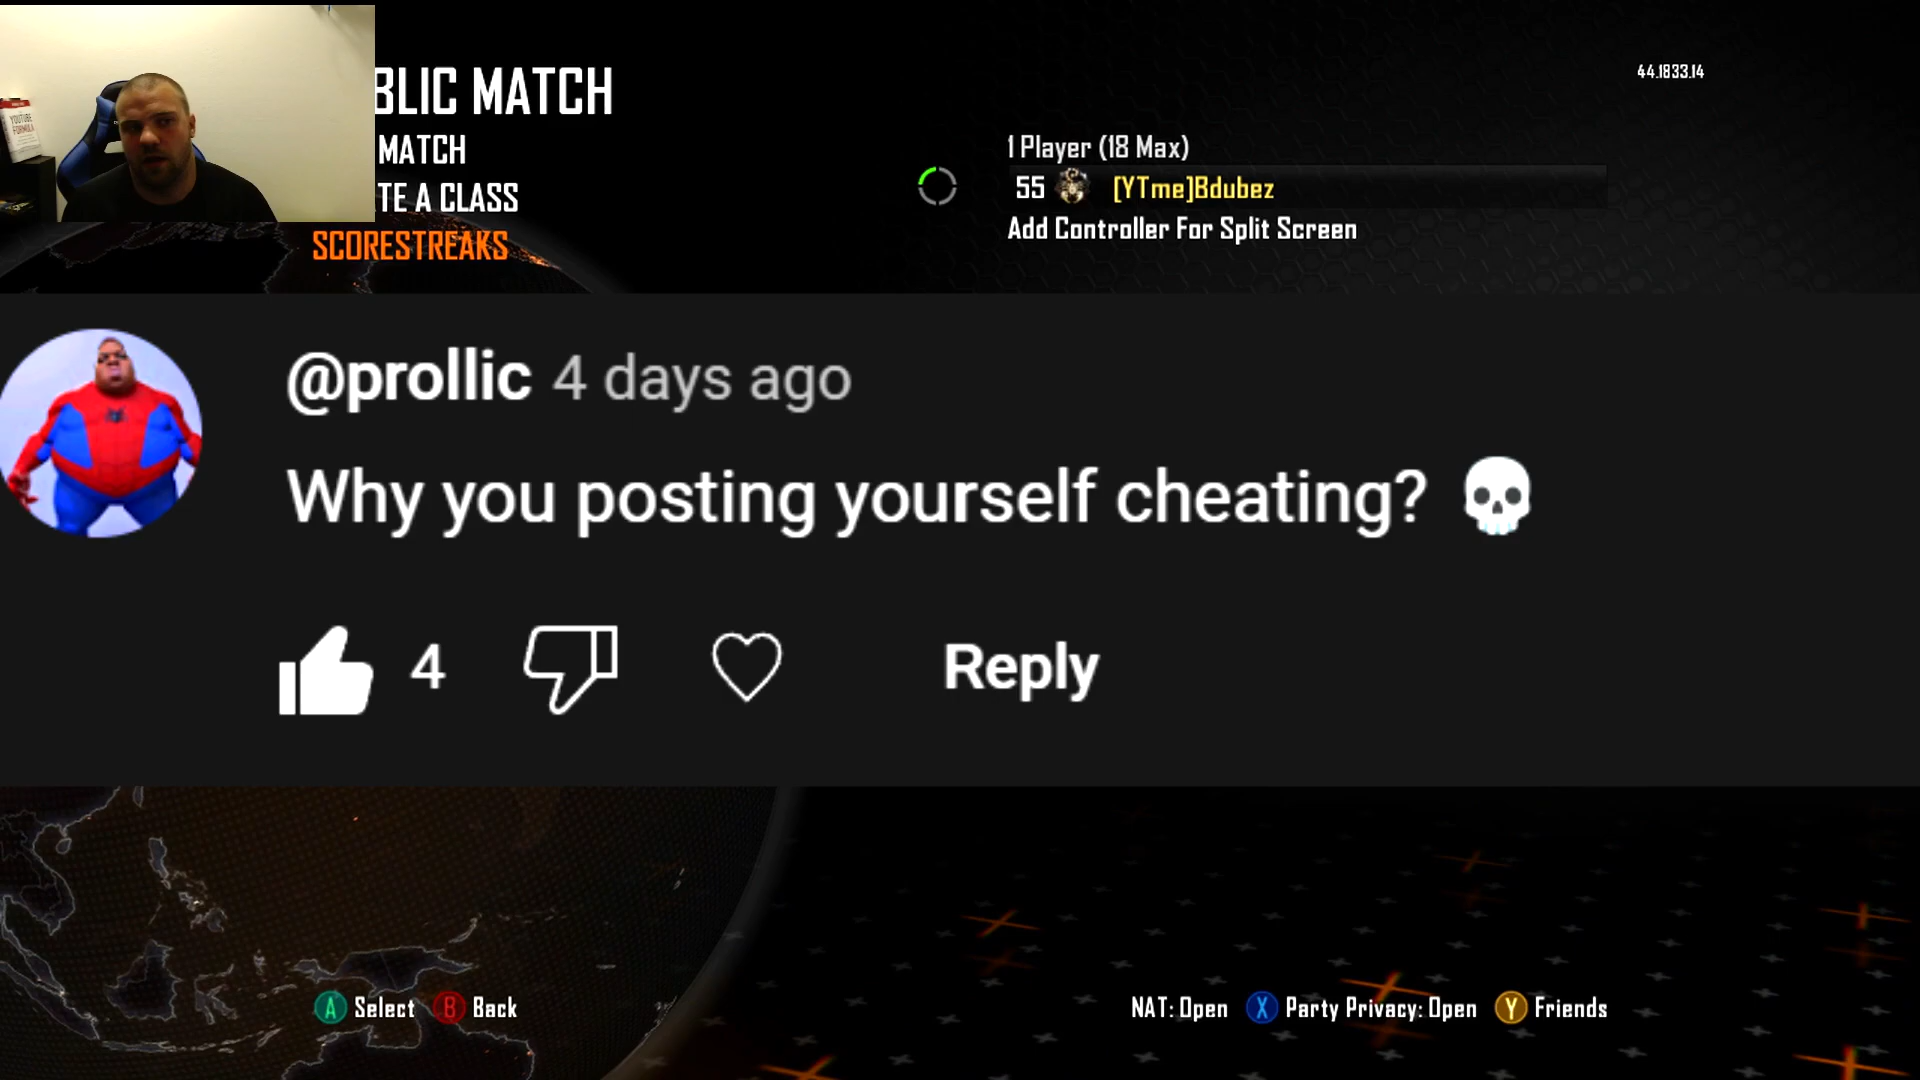 BLIC MATCH
MATCH
TE A CLASS
SCORESTREAKS
44.1833.14
1 Player (18 Max)
55 [YTme]Bdubez
Add Controller For Split Screen
YOUTUBE
FORMULA
@prollic 4 days ago
Why you posting yourself cheating? 💀
4
Reply
A Select B Back
NAT: Open X Party Privacy: Open Y Friends